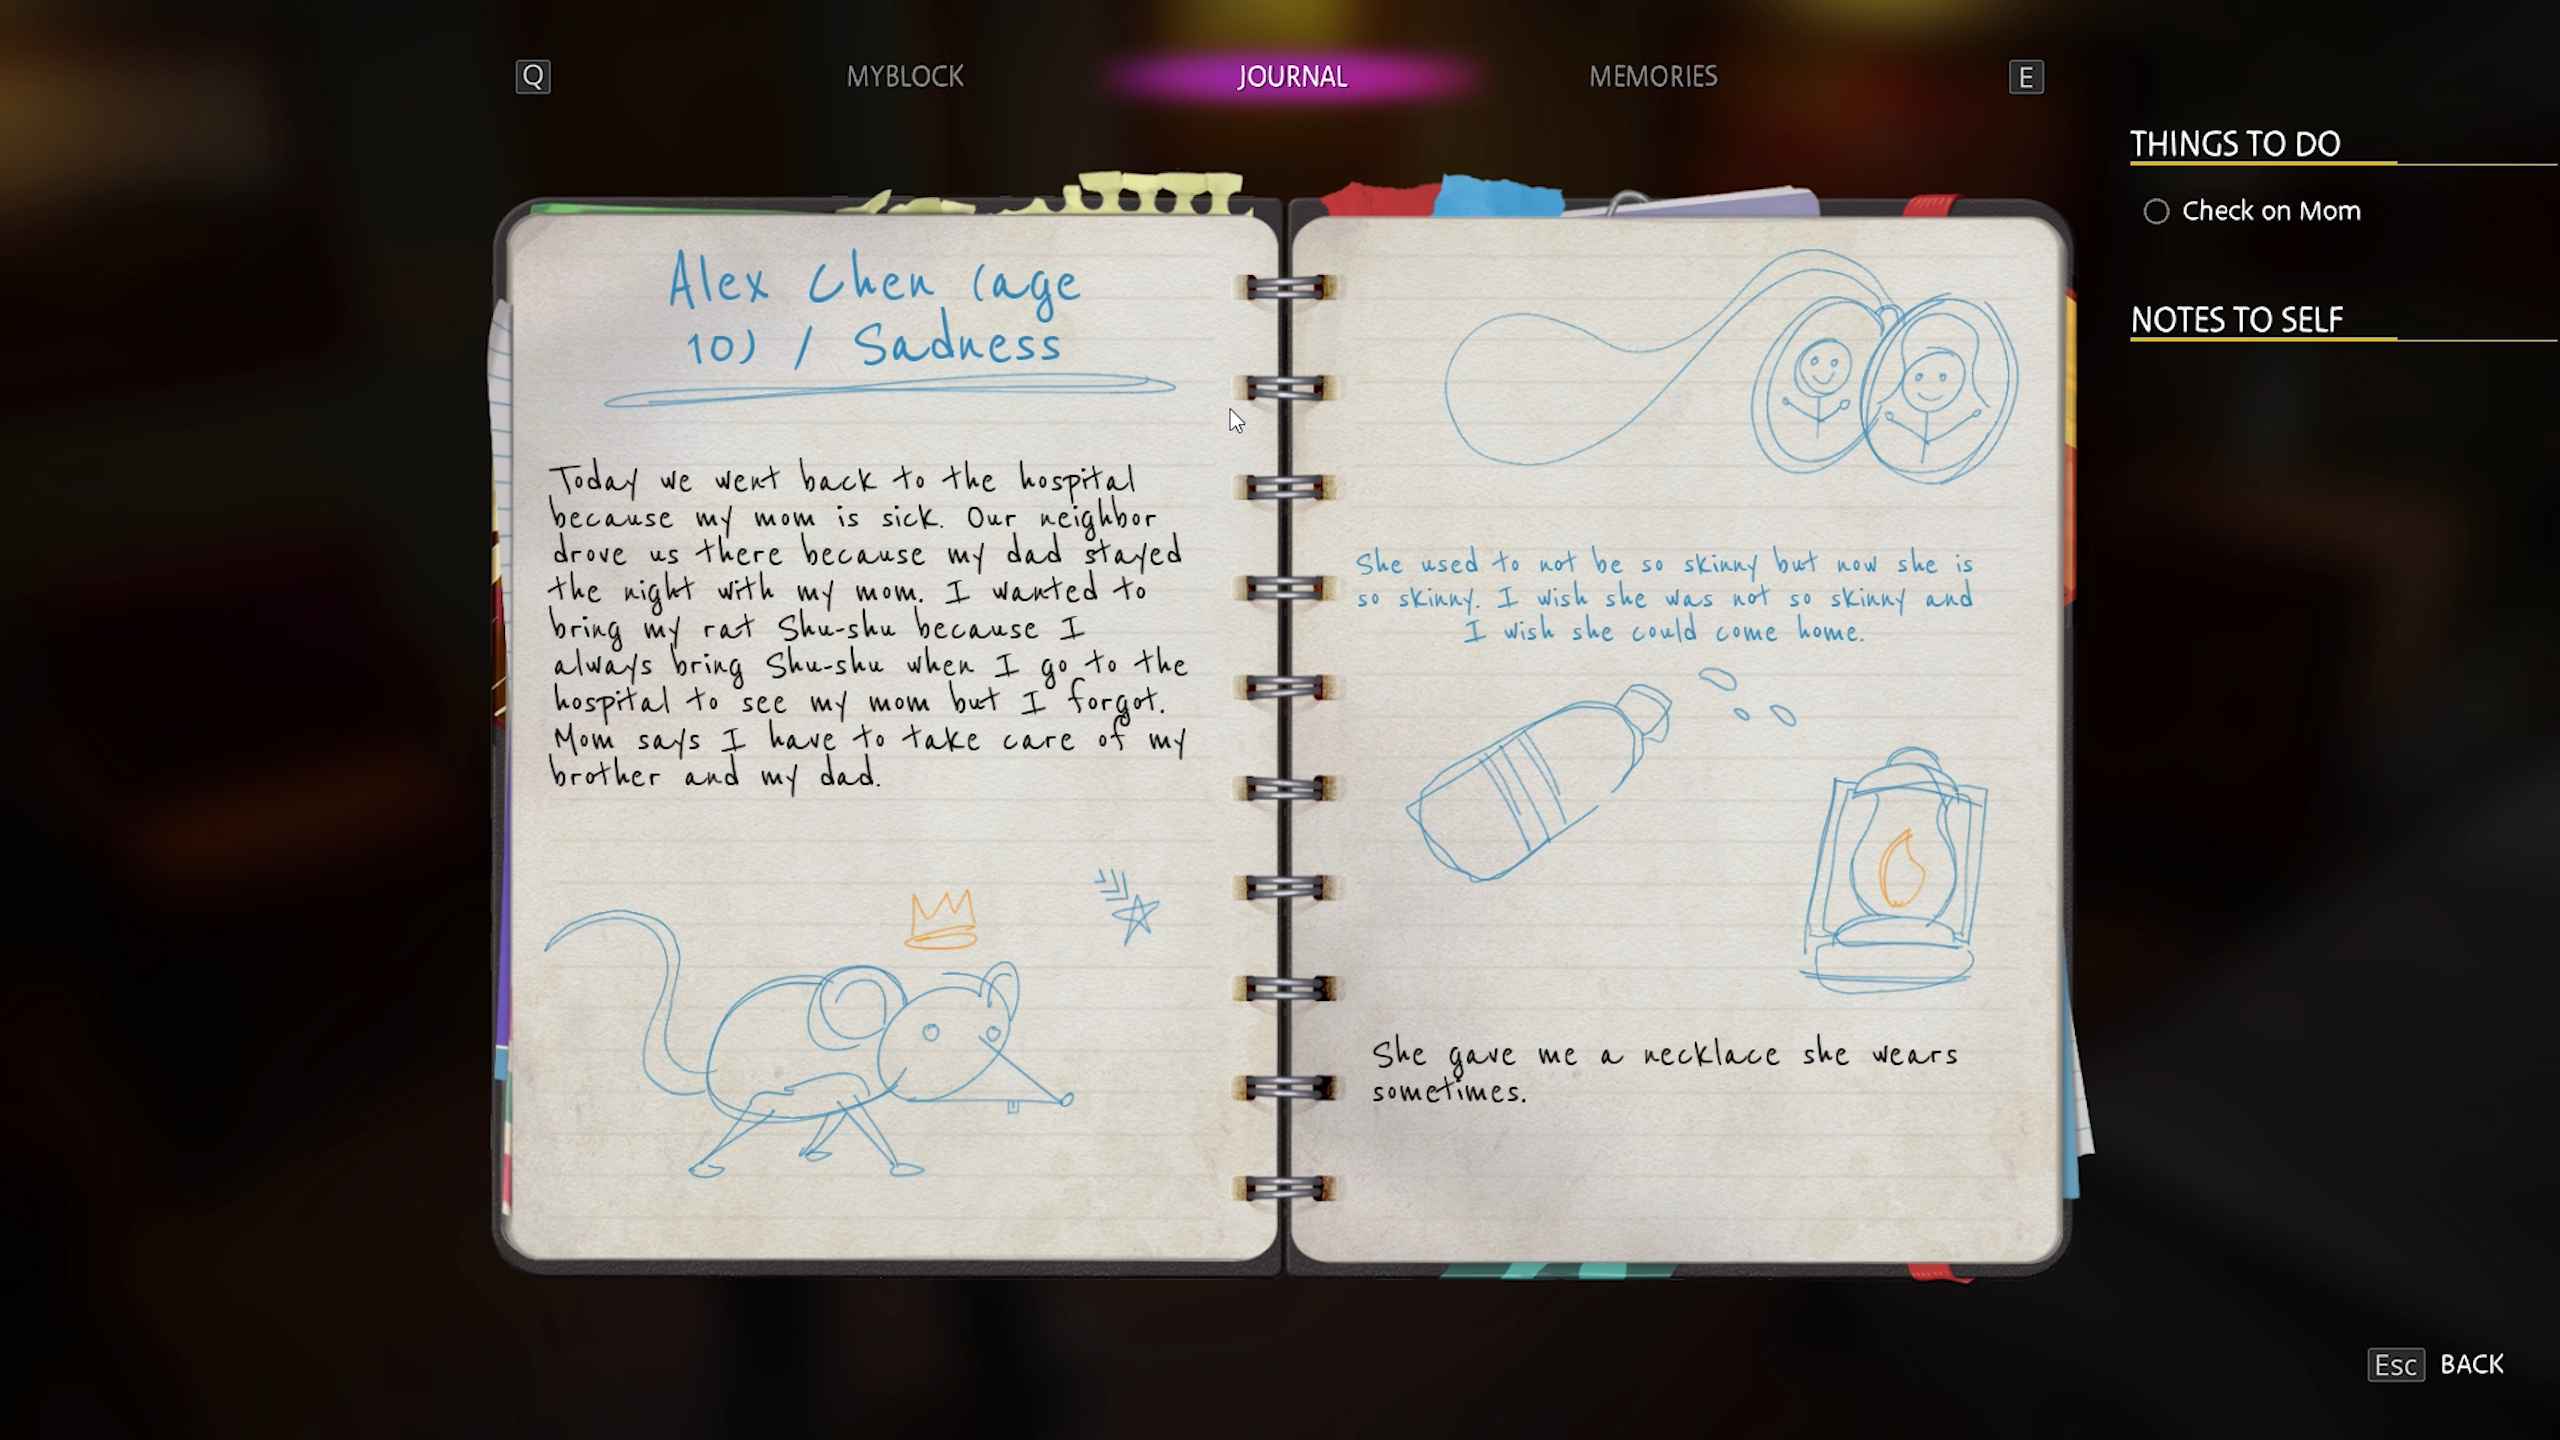 Q
MYBLOCK
JOURNAL
MEMORIES
E
THINGS TO DO
Check on Mom
NOTES TO SELF
Alex Chen (age
10) / Sadness
Today we went back to the hospital
because my mom is sick. Our neighbor
drove us there because my dad stayed
the night with my mom. I wanted to
bring my rat Shu-shu because I
always bring Shu-shu when I go to the
hospital to see my mom but I forgot.
Mom says I have to take care of my
brother and my dad.
She used to not be so skinny but now she is
so skinny. I wish she was not so skinny and
I wish she could come home.
She gave me a necklace she wears
sometimes.
Esc BACK